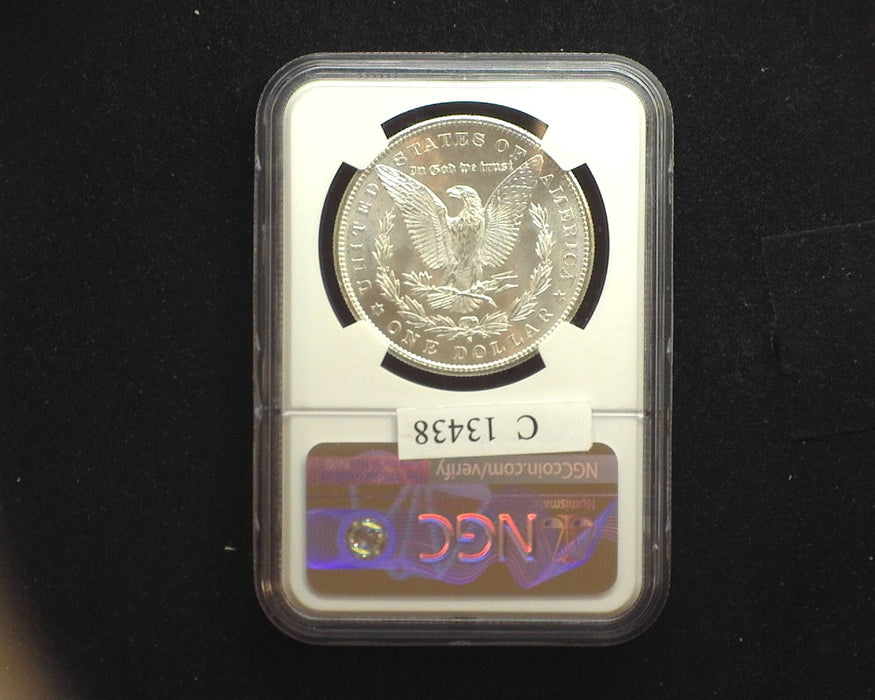 UNITED STATES OF AMERICA
In God we trust
ONE DOLLAR
C 13438
NGCcoin.com/verify
NGC